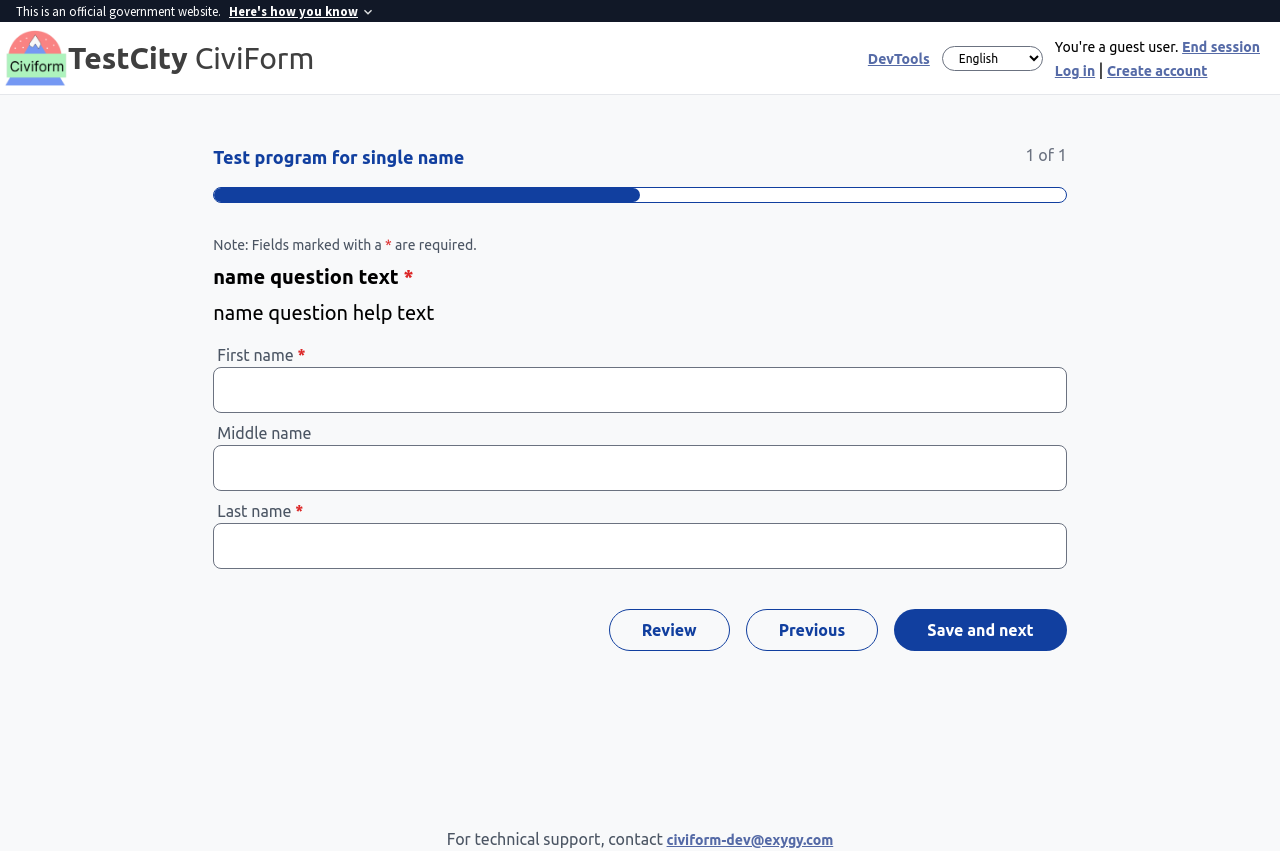 This is an official government website. Here's how you know
Civiform
TestCity CiviForm
DevTools
English
You're a guest user. End session
Log in | Create account
Test program for single name
1 of 1
Note: Fields marked with a * are required.
name question text *
name question help text
First name *
Middle name
Last name *
Review
Previous
Save and next
For technical support, contact civiform-dev@exygy.com